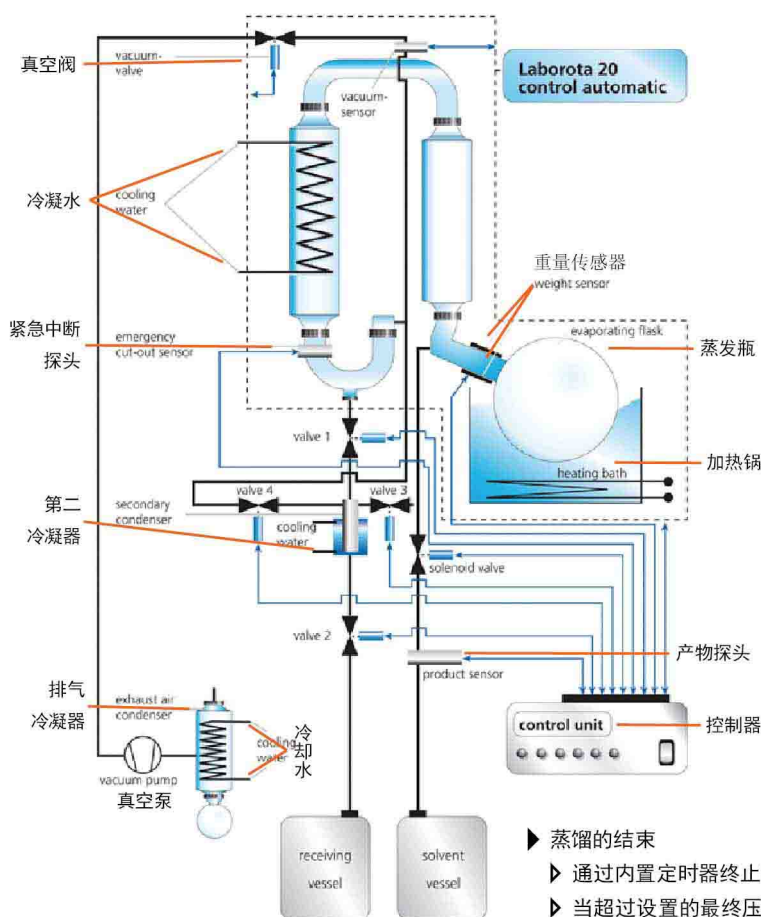 真空阀
vacuum-
valve
vacuum-
sensor
Laborota 20
control automatic
冷凝水
cooling
water
重量传感器
weight sensor
紧急中断
探头
emergency
cut-out sensor
evaporating flask
蒸发瓶
valve 1
加热锅
heating bath
第二
冷凝器
secondary
condenser
valve 4
valve 3
cooling
water
solenoid valve
valve 2
产物探头
product sensor
排气
冷凝器
exhaust air
condenser
冷却水
cooling
water
control unit
控制器
vacuum pump
真空泵
receiving
vessel
solvent
vessel
蒸馏的结束
通过内置定时器终止
当超过设置的最终压